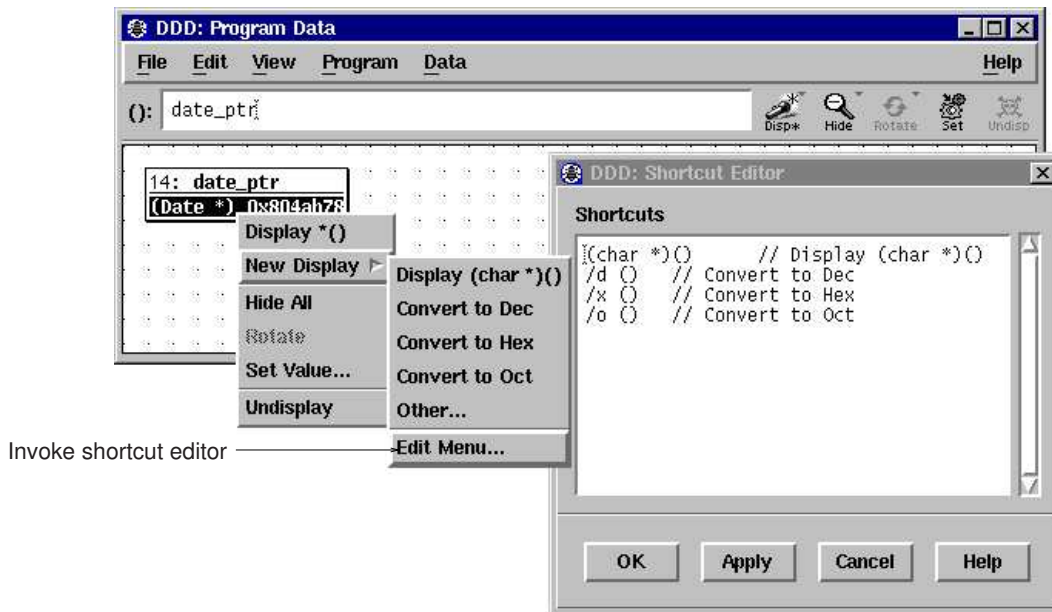 DDD: Program Data
File Edit View Program Data Help
(): date_ptr
Disp* Hide Rotate Set Undisp
14: date_ptr
(Date *) 0x804ab78
Display *()
New Display
Hide All
Rotate
Set Value...
Undisplay
Display (char *)()
Convert to Dec
Convert to Hex
Convert to Oct
Other...
Edit Menu...
Invoke shortcut editor
DDD: Shortcut Editor
Shortcuts
(char *)() // Display (char *)()
/d () // Convert to Dec
/x () // Convert to Hex
/o () // Convert to Oct
OK Apply Cancel Help